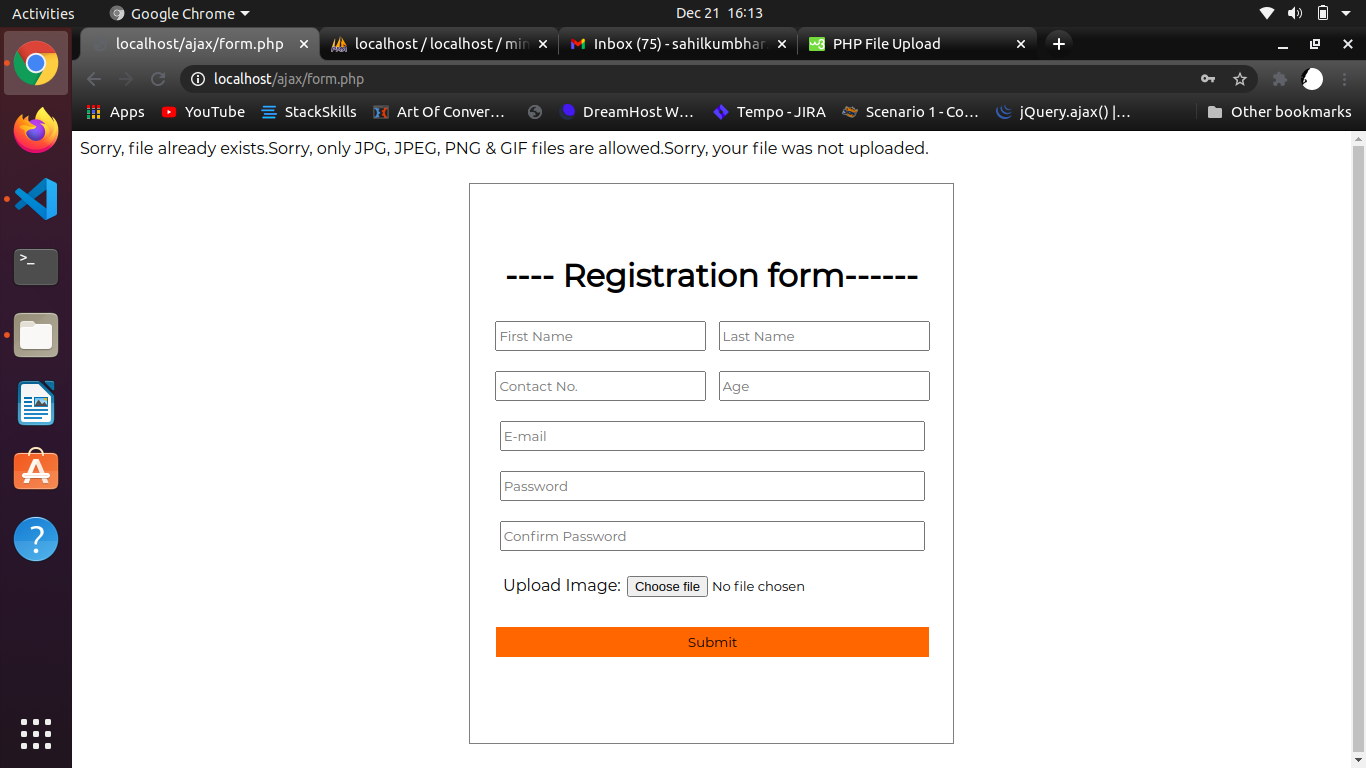 Activities Google Chrome Dec 21 16:13
localhost/ajax/form.php localhost / localhost / min Inbox (75) - sahilkumbhar PHP File Upload
localhost/ajax/form.php
Apps YouTube StackSkills Art Of Conver… DreamHost W… Tempo - JIRA Scenario 1 - Co… jQuery.ajax() |… Other bookmarks
Sorry, file already exists.Sorry, only JPG, JPEG, PNG & GIF files are allowed.Sorry, your file was not uploaded.
---- Registration form------
First Name Last Name
Contact No. Age
E-mail
Password
Confirm Password
Upload Image: Choose file No file chosen
Submit